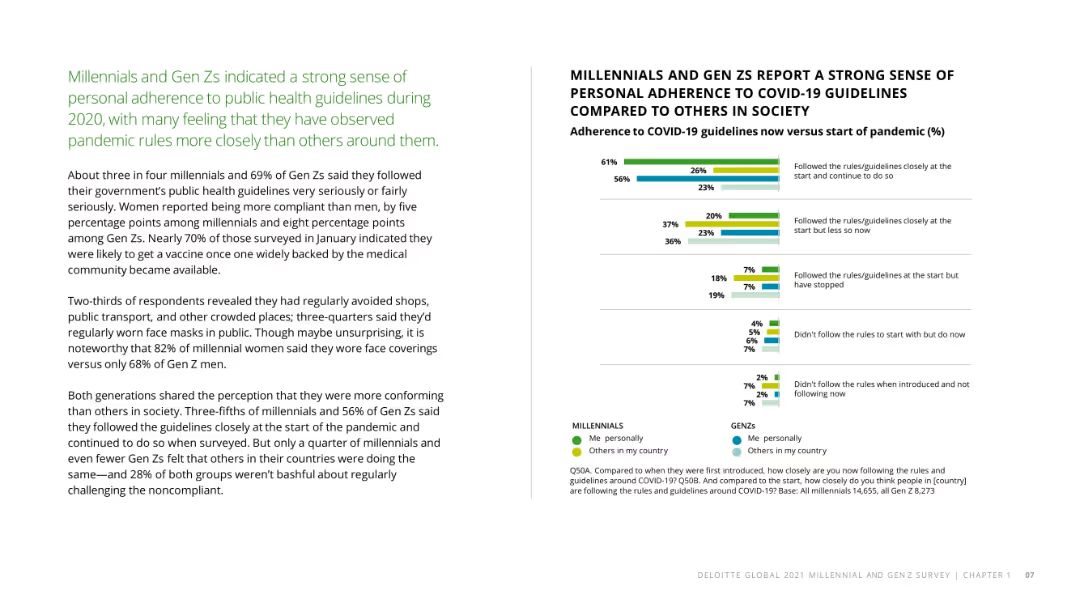 Millennials and Gen Zs indicated a strong sense of
personal adherence to public health guidelines during
2020, with many feeling that they have observed
pandemic rules more closely than others around them.
About three in four millennials and 69% of Gen Zs said they followed
their government's public health guidelines very seriously or fairly
seriously. Women reported being more compliant than men, by five
percentage points among millennials and eight percentage points
among Gen Zs. Nearly 70% of those surveyed in January indicated they
were likely to get a vaccine once one widely backed by the medical
community became available.
Two-thirds of respondents revealed they had regularly avoided shops,
public transport, and other crowded places; three-quarters said they'd
regularly worn face masks in public. Though maybe unsurprising, it is
noteworthy that 82% of millennial women said they wore face coverings
versus only 68% of Gen Z men.
Both generations shared the perception that they were more conforming
than others in society. Three-fifths of millennials and 56% of Gen Zs said
they followed the guidelines closely at the start of the pandemic and
continued to do so when surveyed. But only a quarter of millennials and
even fewer Gen Zs felt that others in their countries were doing the
same—and 28% of both groups weren't bashful about regularly
challenging the noncompliant.
MILLENNIALS AND GEN ZS REPORT A STRONG SENSE OF
PERSONAL ADHERENCE TO COVID-19 GUIDELINES
COMPARED TO OTHERS IN SOCIETY
Adherence to COVID-19 guidelines now versus start of pandemic (%)
61%
26%
56%
23%
Followed the rules/guidelines closely at the
start and continue to do so
20%
37%
23%
36%
Followed the rules/guidelines closely at the
start but less so now
7%
18%
7%
19%
Followed the rules/guidelines at the start but
have stopped
4%
5%
6%
7%
Didn't follow the rules to start with but do now
2%
7%
2%
7%
Didn't follow the rules when introduced and not
following now
MILLENNIALS
Me personally
Others in my country
GENZs
Me personally
Others in my country
Q50A. Compared to when they were first introduced, how closely are you now following the rules and
guidelines around COVID-19? Q50B. And compared to the start, how closely do you think people in [country]
are following the rules and guidelines around COVID-19? Base: All millennials 14,655, all Gen Z 8,273
DELOITTE GLOBAL 2021 MILLENNIAL AND GEN Z SURVEY | CHAPTER 1 07